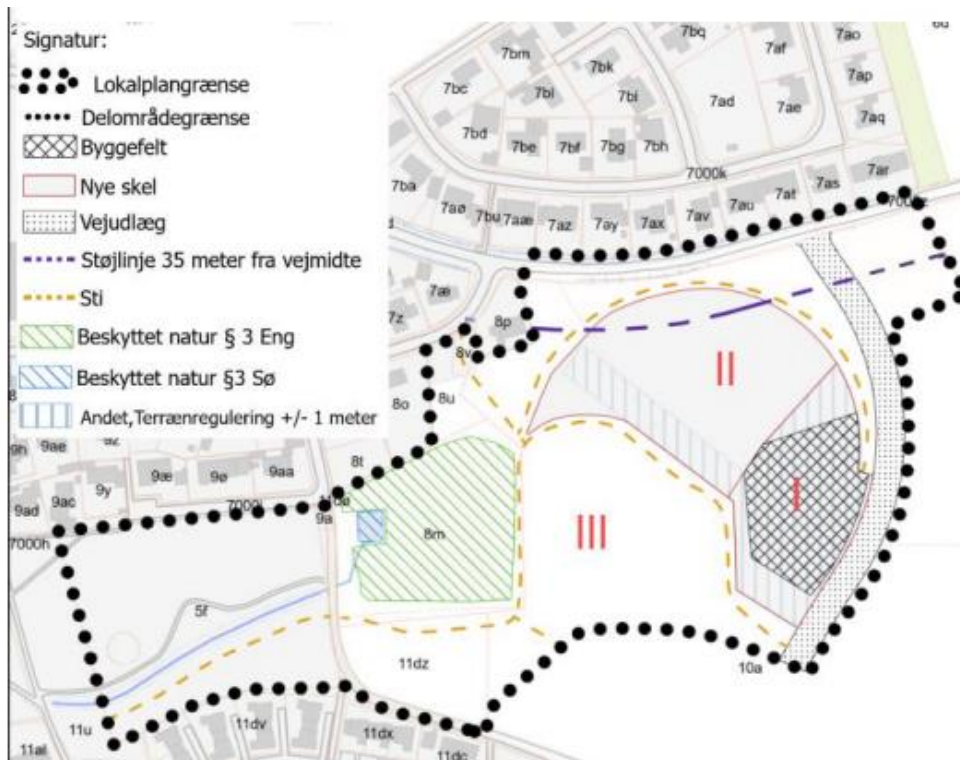 Signatur:
Lokalplangrænse
Delområdegrænse
Byggefelt
Nye skel
Vejudlæg
Støjlinje 35 meter fra vejmidte
Sti
Beskyttet natur § 3 Eng
Beskyttet natur §3 Sø
Andet,Terrænregulering +/- 1 meter
7bm
7bq
7af
7ao
7bc
7bl
7bk
7bi
7ad
7ae
7ap
7aq
7bd
7be
7bf
7bg
7bh
7000k
7ba
7aø
7bu
7aæ
7az
7ay
7ax
7av
7au
7at
7as
7ar
7æ
7z
8p
8v
8o
8u
II
9h
9ae
9æ
9ø
9aa
8t
9ad
9ac
9y
7000i
9a
7000h
8m
I
III
5f
11dz
10a
11u
11dv
11dx
11al
11dc